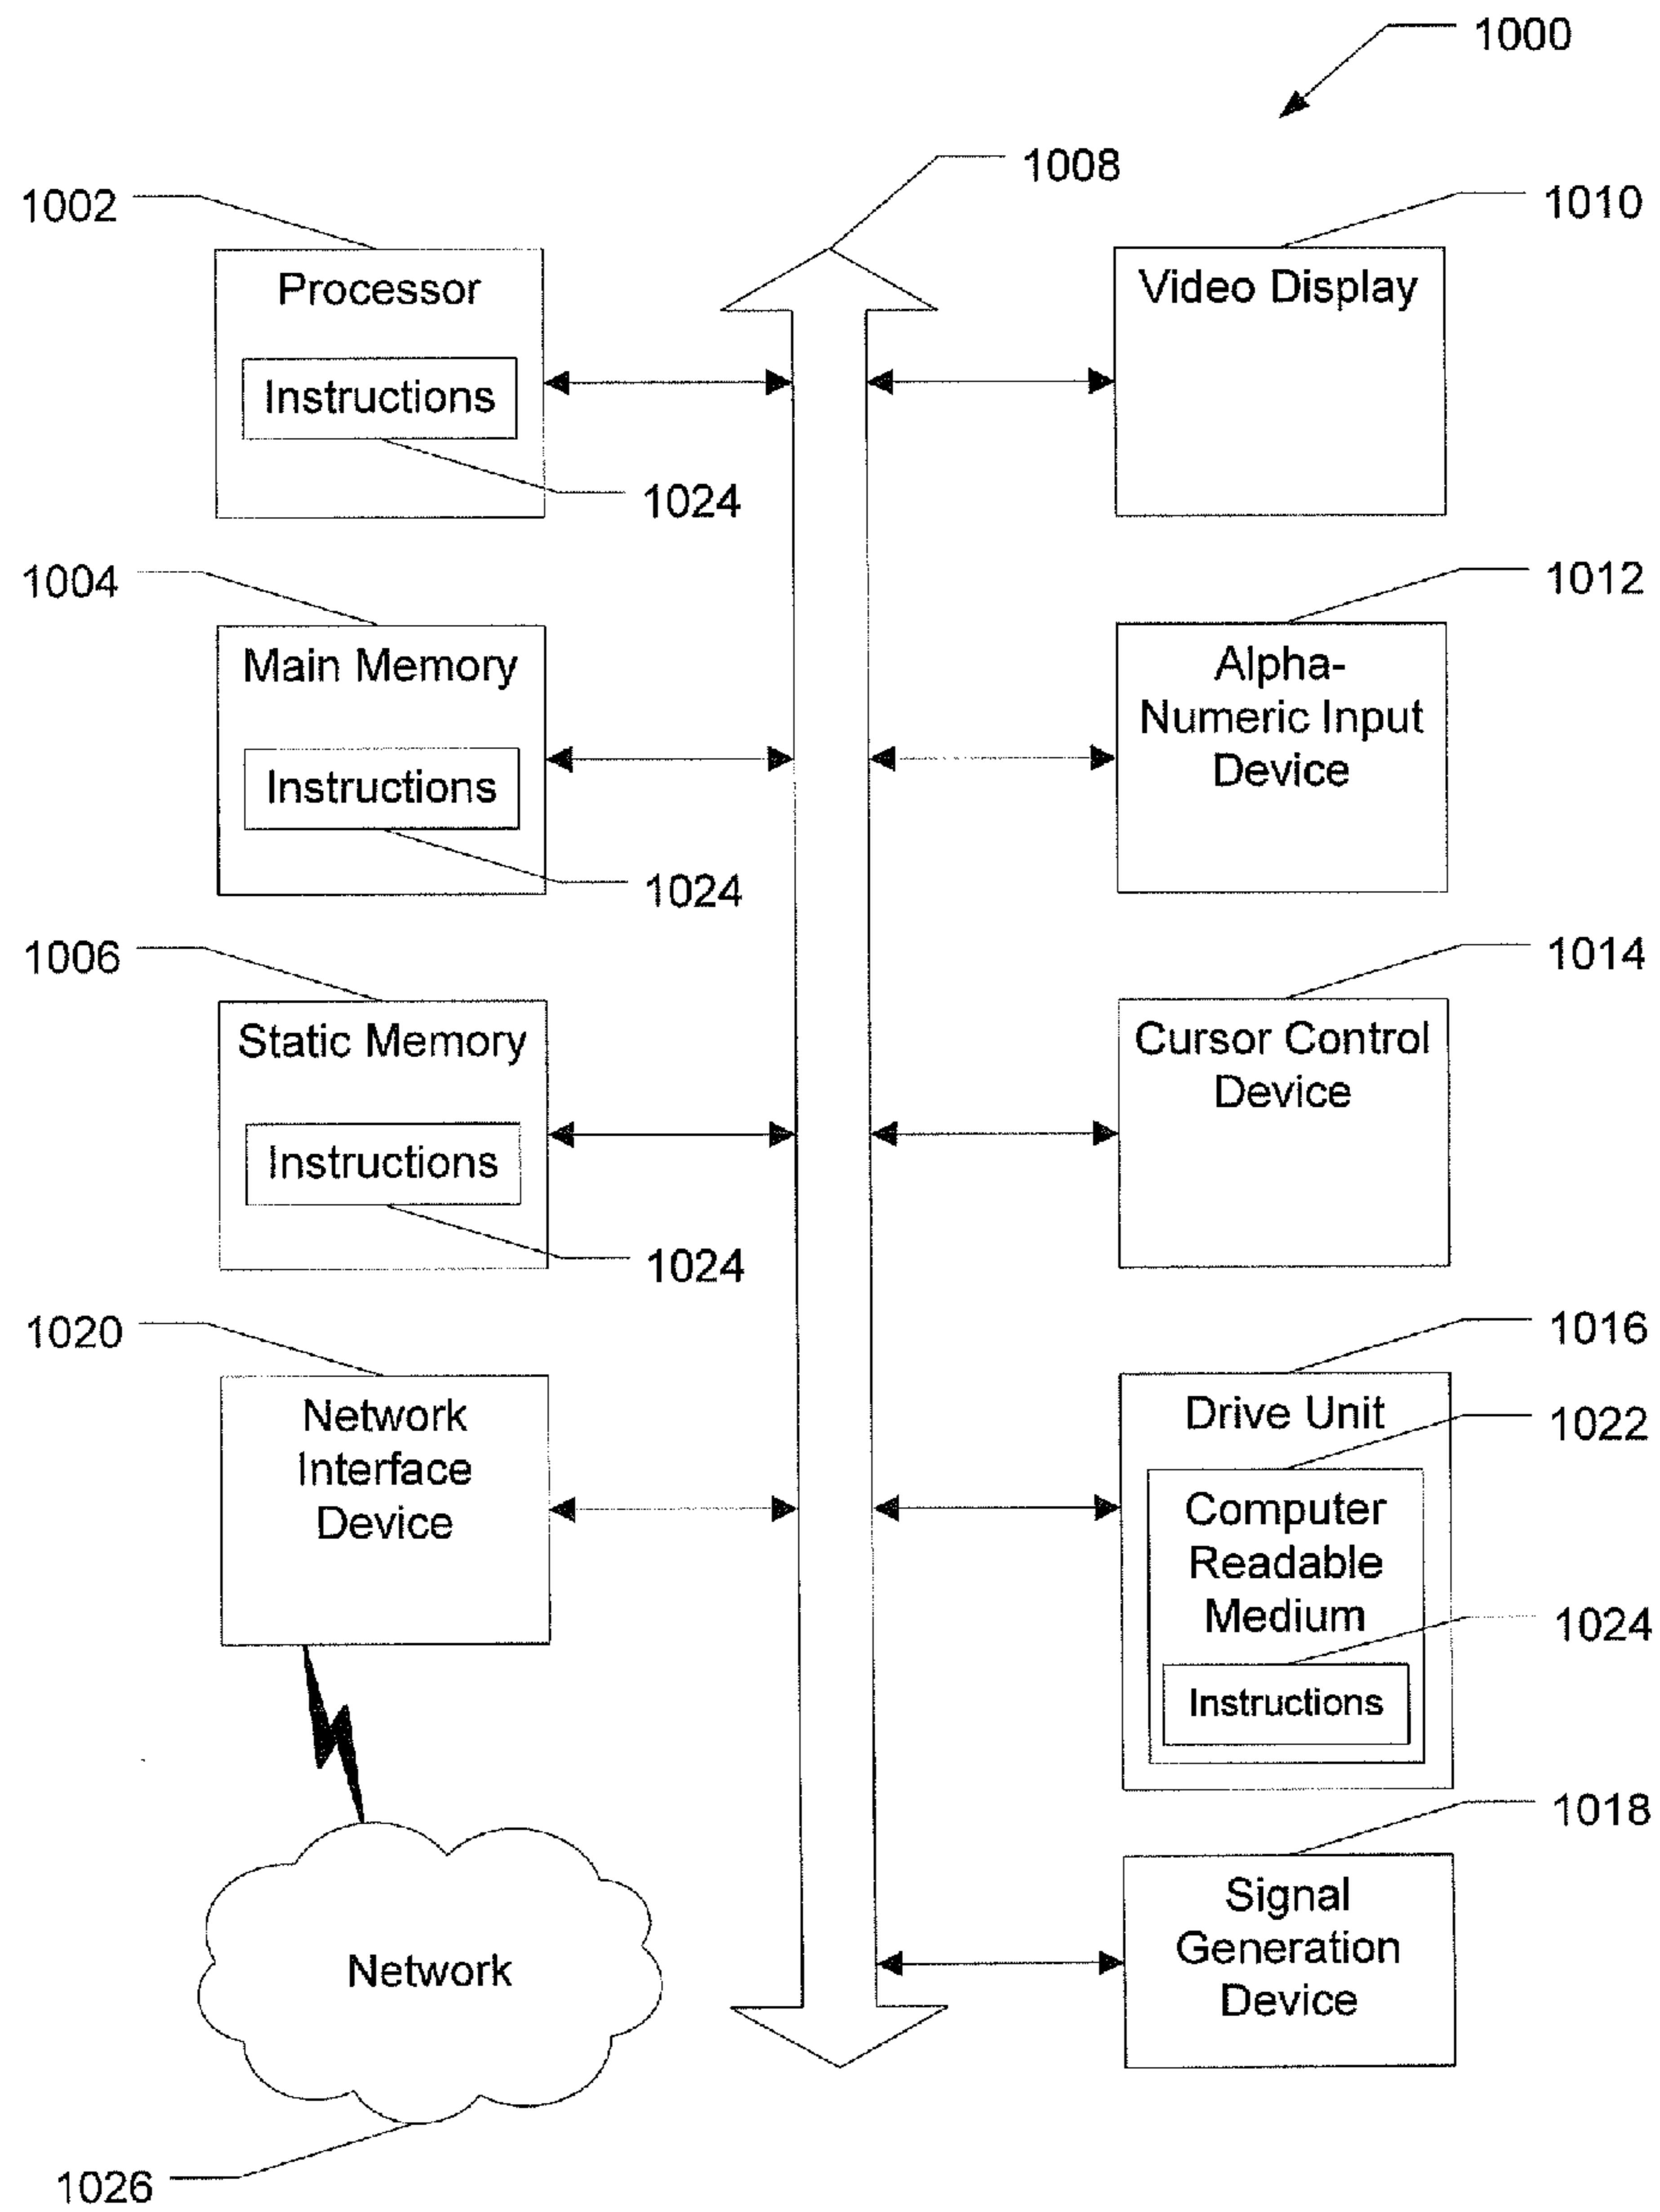 1000
1008
1002
1010
Processor
Instructions
1024
Video Display
1004
1012
Main Memory
Instructions
1024
Alpha-
Numeric Input
Device
1006
1014
Static Memory
Instructions
1024
Cursor Control
Device
1020
1016
Network
Interface
Device
Drive Unit
1022
Computer
Readable
Medium
1024
Instructions
1018
Signal
Generation
Device
Network
1026